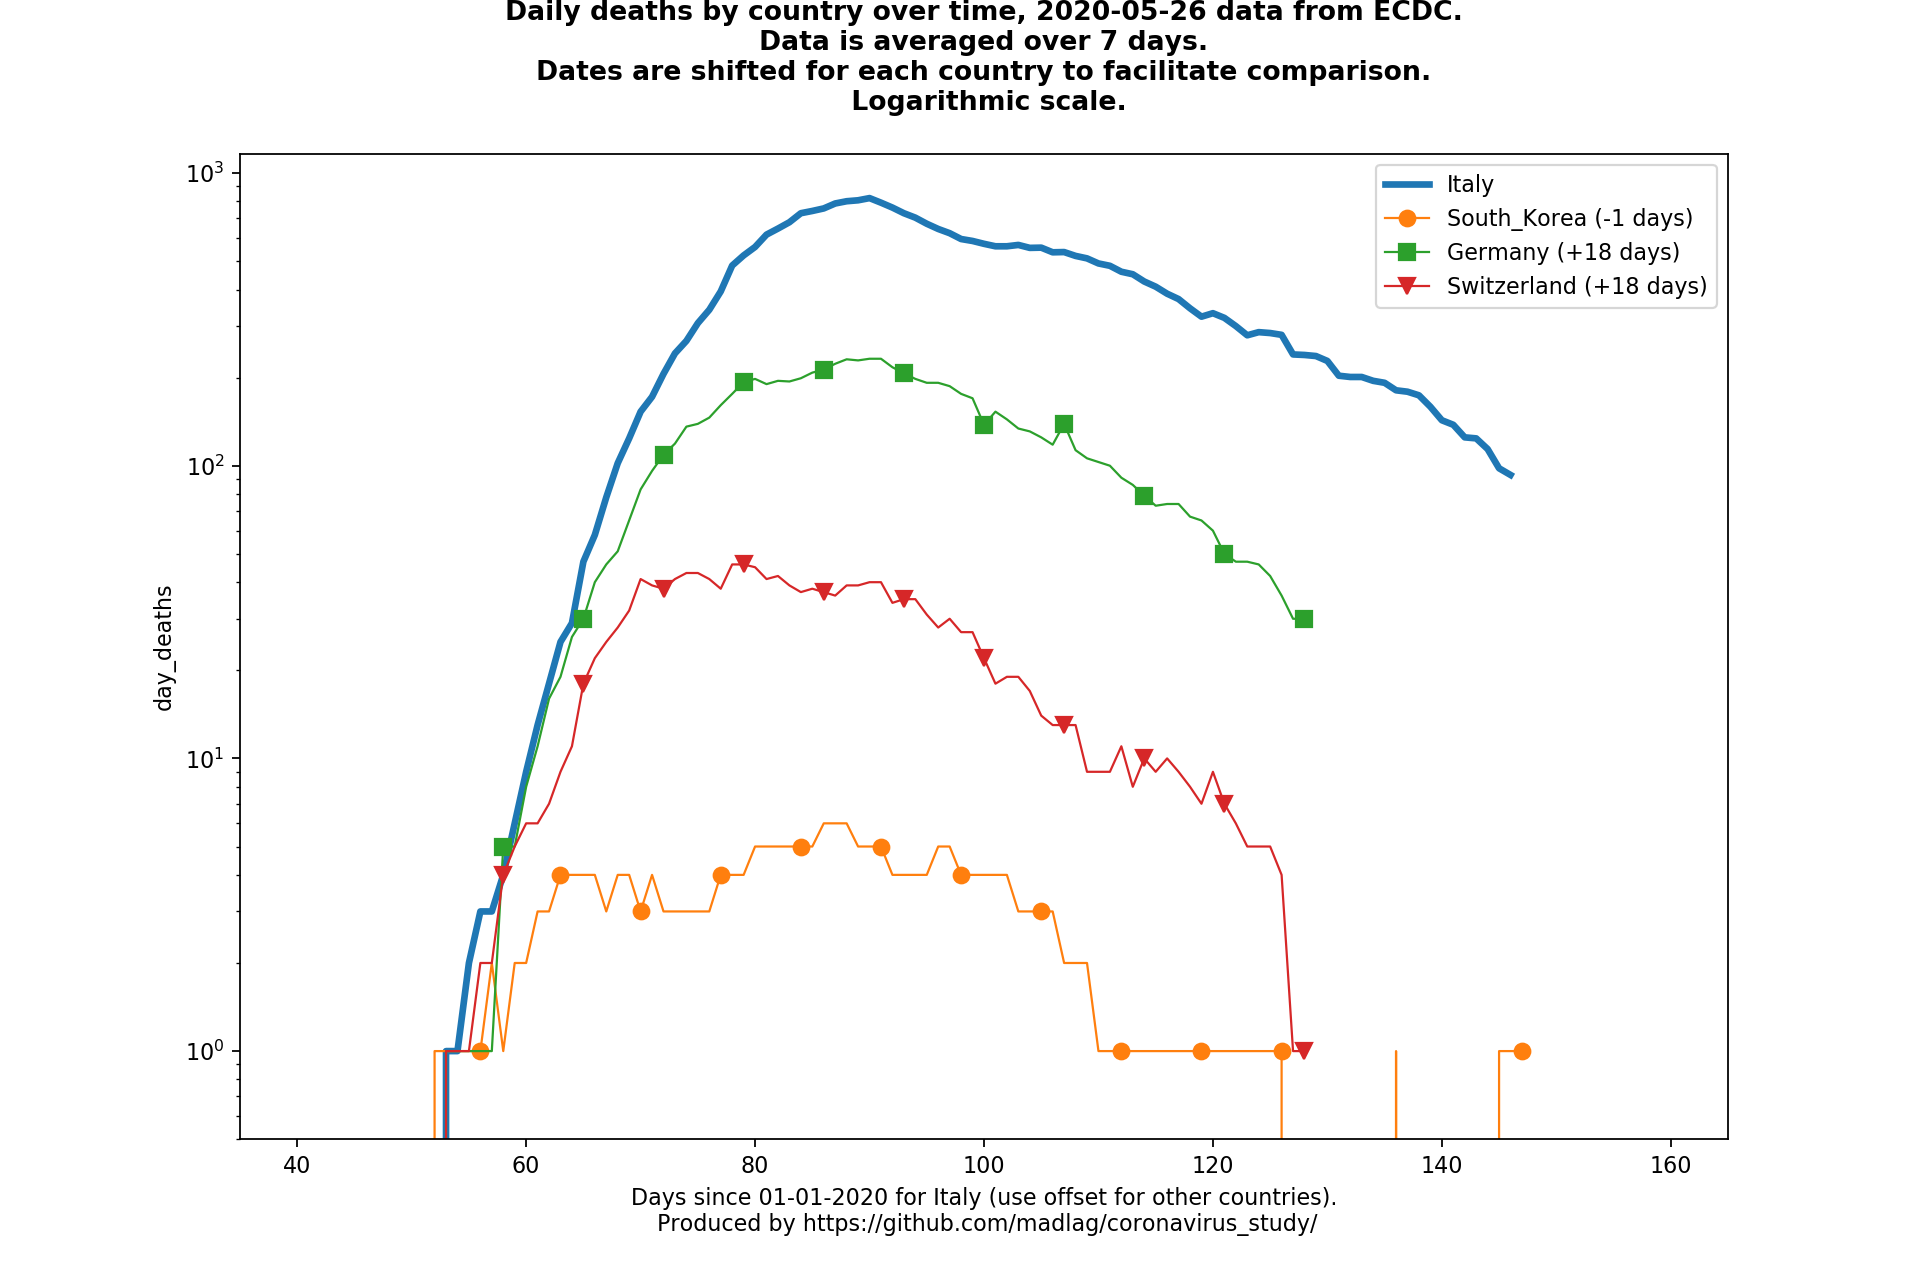 Daily deaths by country over time, 2020-05-26 data from ECDC.
Data is averaged over 7 days.
Dates are shifted for each country to facilitate comparison.
Logarithmic scale.
10³
10²
10¹
10⁰
day_deaths
Italy
South_Korea (-1 days)
Germany (+18 days)
Switzerland (+18 days)
40 60 80 100 120 140 160
Days since 01-01-2020 for Italy (use offset for other countries).
Produced by https://github.com/madlag/coronavirus_study/